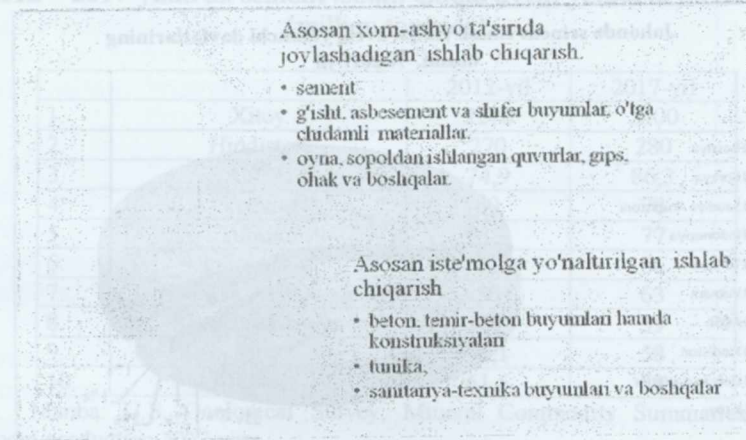 Asosan xom-ashyo ta'sirida
joylashadigan ishlab chiqarish.
• sement
• g'isht, asbesement va shifer buyumlar, o'tga
chidamli materiallar.
• oyna, sopoldan ishlangan quvurlar, gips,
ohak va boshqalar.
Asosan iste'molga yo'naltirilgan ishlab
chiqarish
• beton, temir-beton buyumlari hamda
konstruksiyalari
• tunika,
• sanitariya-texnika buyumlari va boshqalar